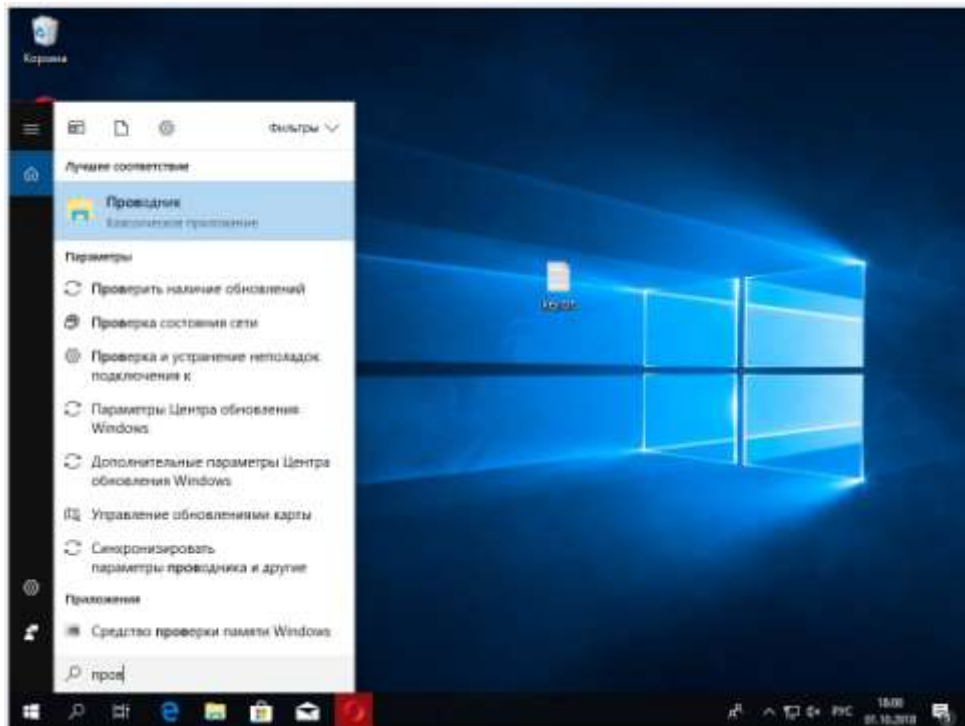 Корзина
Фильтры
Лучшее соответствие
Проводник
Классическое приложение
Параметры
Проверить наличие обновлений
Проверка состояния сети
Проверка и устранение неполадок
подключения к
Параметры Центра обновления
Windows
Дополнительные параметры Центра
обновления Windows
Управление обновлениями карты
Синхронизировать
параметры проводника и другие
Приложения
Средство проверки памяти Windows
пров
РУС
18:00